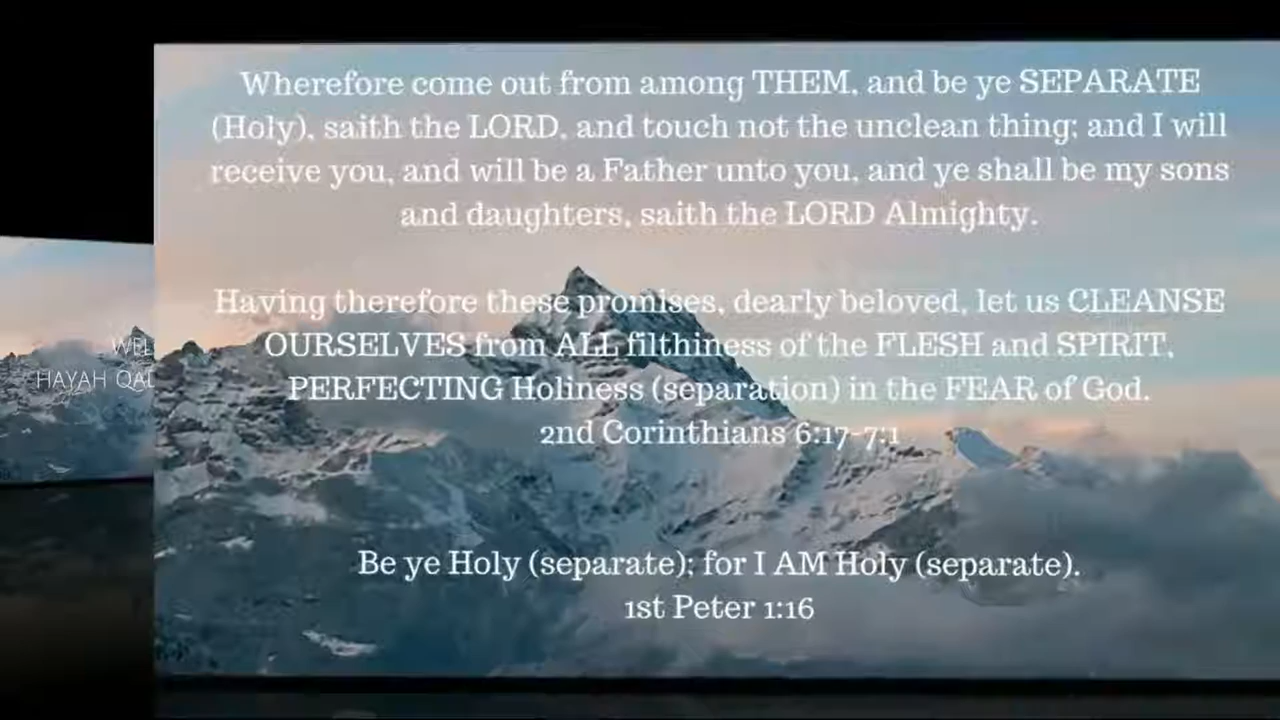 Wherefore come out from among THEM, and be ye SEPARATE
(Holy), saith the LORD, and touch not the unclean thing; and I will
receive you, and will be a Father unto you, and ye shall be my sons
and daughters, saith the LORD Almighty.
Having therefore these promises, dearly beloved, let us CLEANSE
OURSELVES from ALL filthiness of the FLESH and SPIRIT,
PERFECTING Holiness (separation) in the FEAR of God.
2nd Corinthians 6:17-7:1
Be ye Holy (separate); for I AM Holy (separate).
1st Peter 1:16
HAYAH